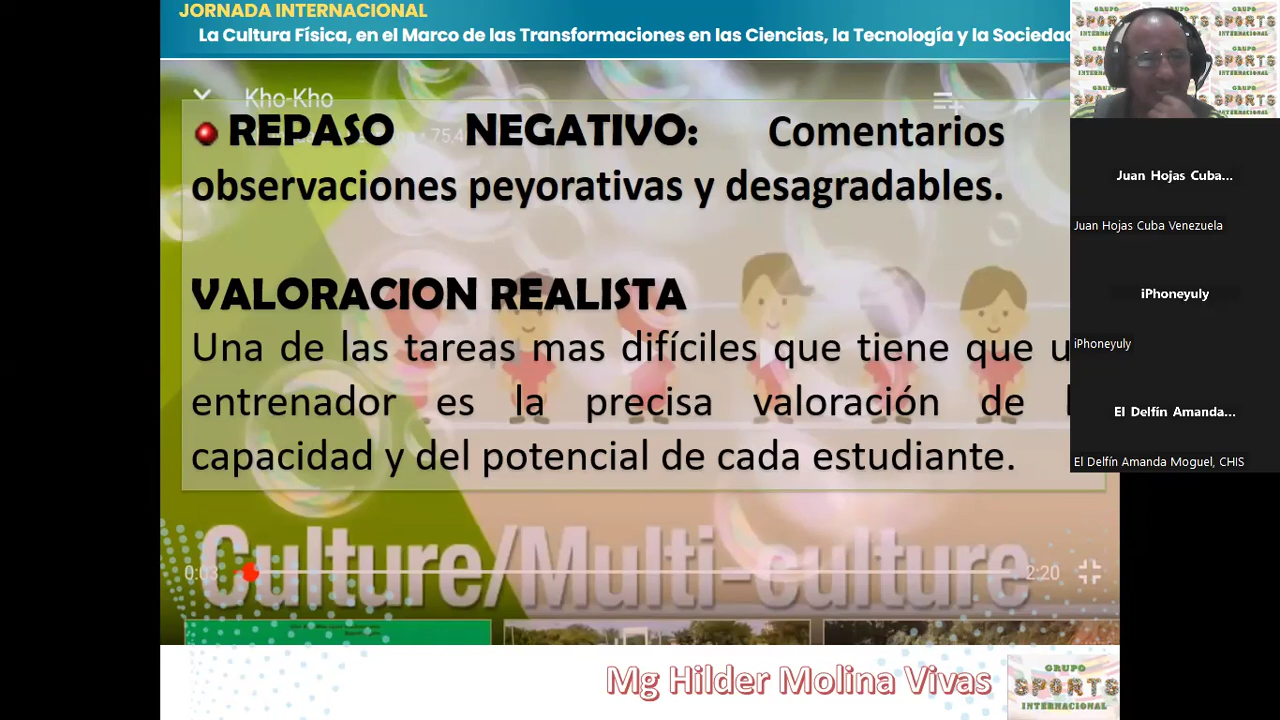 JORNADA INTERNACIONAL
La Cultura Física, en el Marco de las Transformaciones en las Ciencias, la Tecnología y la Sociedad
Kho-Kho
REPASO NEGATIVO: Comentarios
observaciones peyorativas y desagradables.
VALORACION REALISTA
Una de las tareas mas difíciles que tiene que u
entrenador es la precisa valoración de l
capacidad y del potencial de cada estudiante.
Culture/Multi-culture
0:03
2:20
Mg Hilder Molina Vivas
GRUPO
SPORTS
INTERNACIONAL
Juan Hojas Cuba...
Juan Hojas Cuba Venezuela
iPhoneyuly
iPhoneyuly
El Delfín Amanda...
El Delfín Amanda Moguel, CHIS